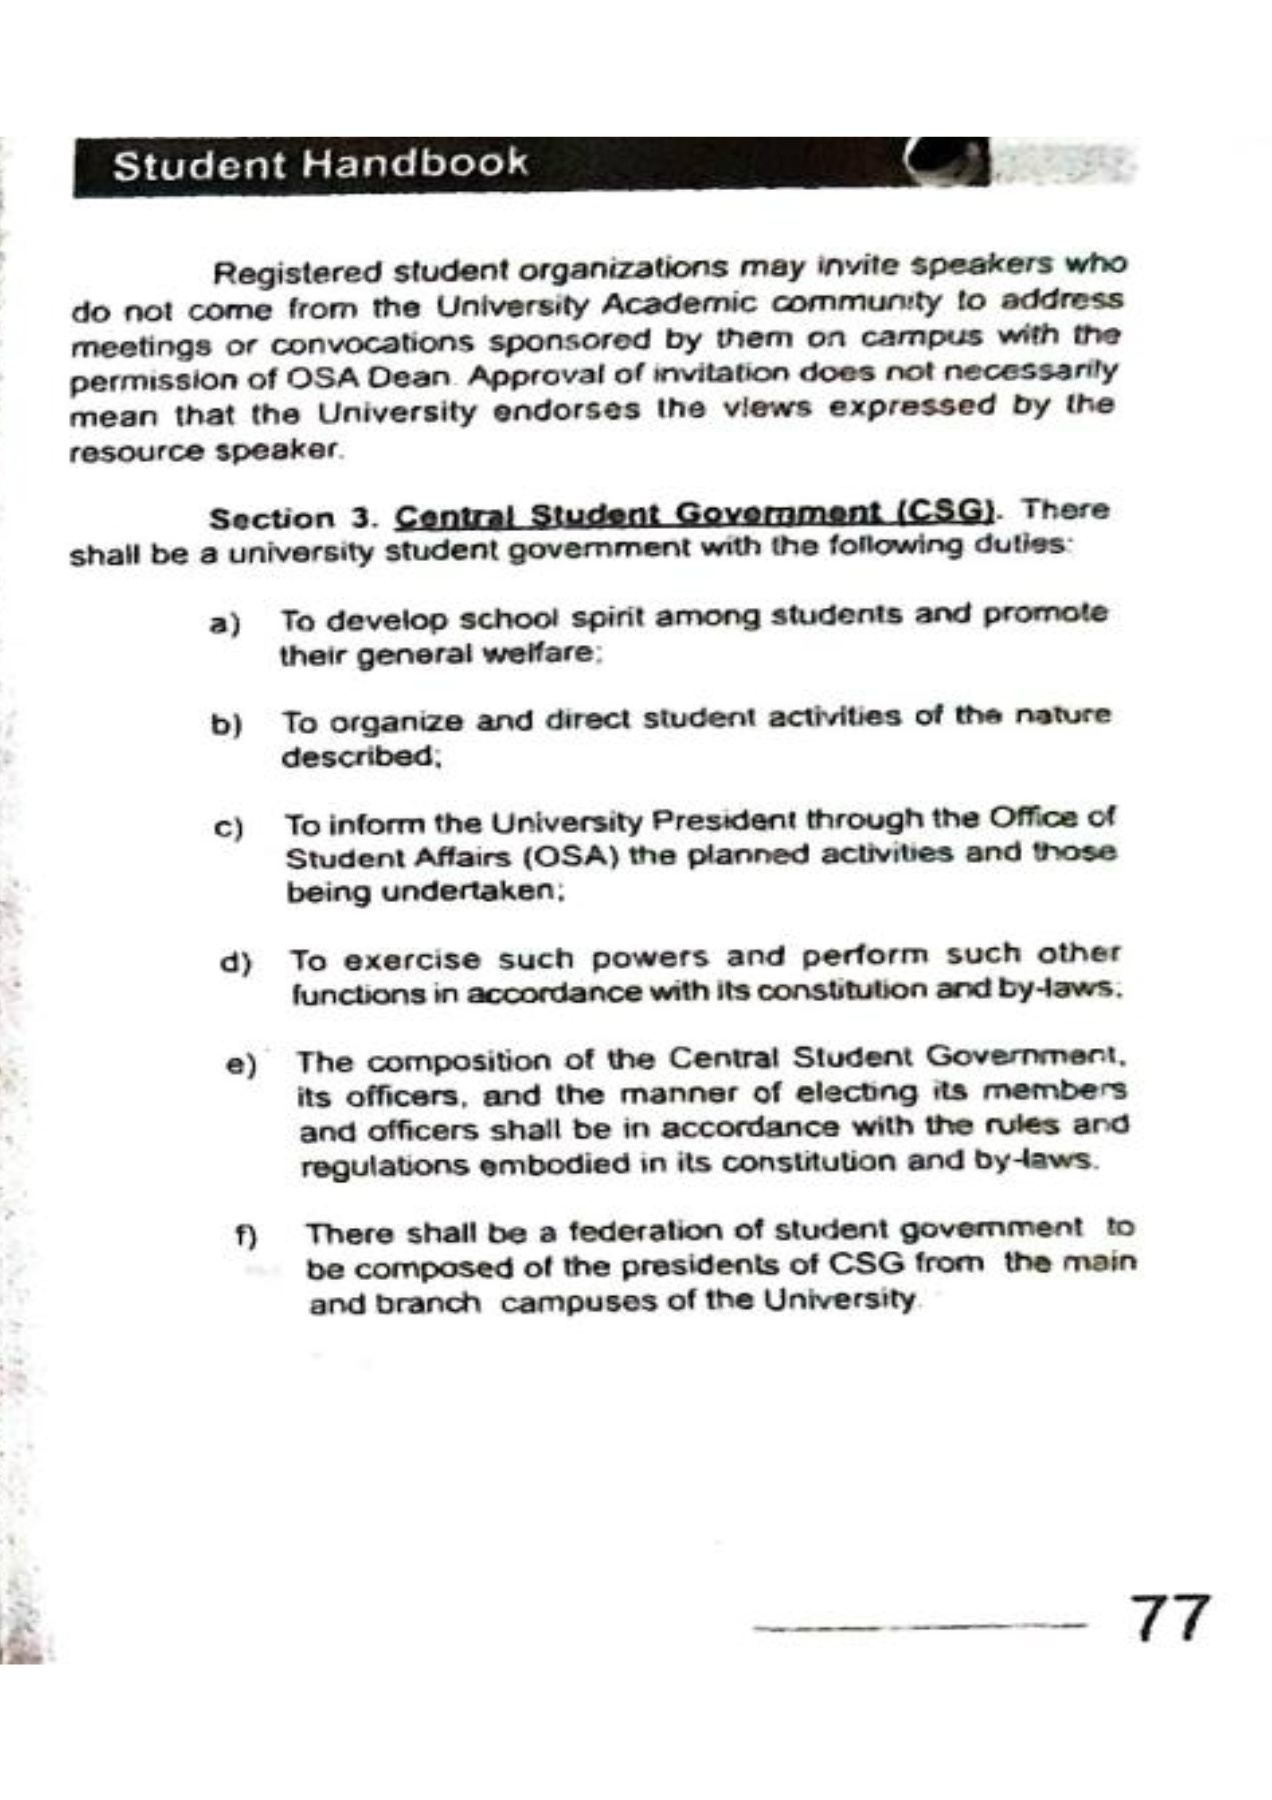 Student Handbook
Registered student organizations may invite speakers who
do not come from the University Academic community to address
meetings or convocations sponsored by them on campus with the
permission of OSA Dean. Approval of invitation does not necessarily
mean that the University endorses the views expressed by the
resource speaker.
Section 3. Central Student Government (CSG). There
shall be a university student government with the following duties:
a) To develop school spirit among students and promote
their general welfare;
b) To organize and direct student activities of the nature
described;
c) To inform the University President through the Office of
Student Affairs (OSA) the planned activities and those
being undertaken;
d) To exercise such powers and perform such other
functions in accordance with its constitution and by-laws;
e) The composition of the Central Student Government,
its officers, and the manner of electing its members
and officers shall be in accordance with the rules and
regulations embodied in its constitution and by-laws.
f) There shall be a federation of student government to
be composed of the presidents of CSG from the main
and branch campuses of the University.
77